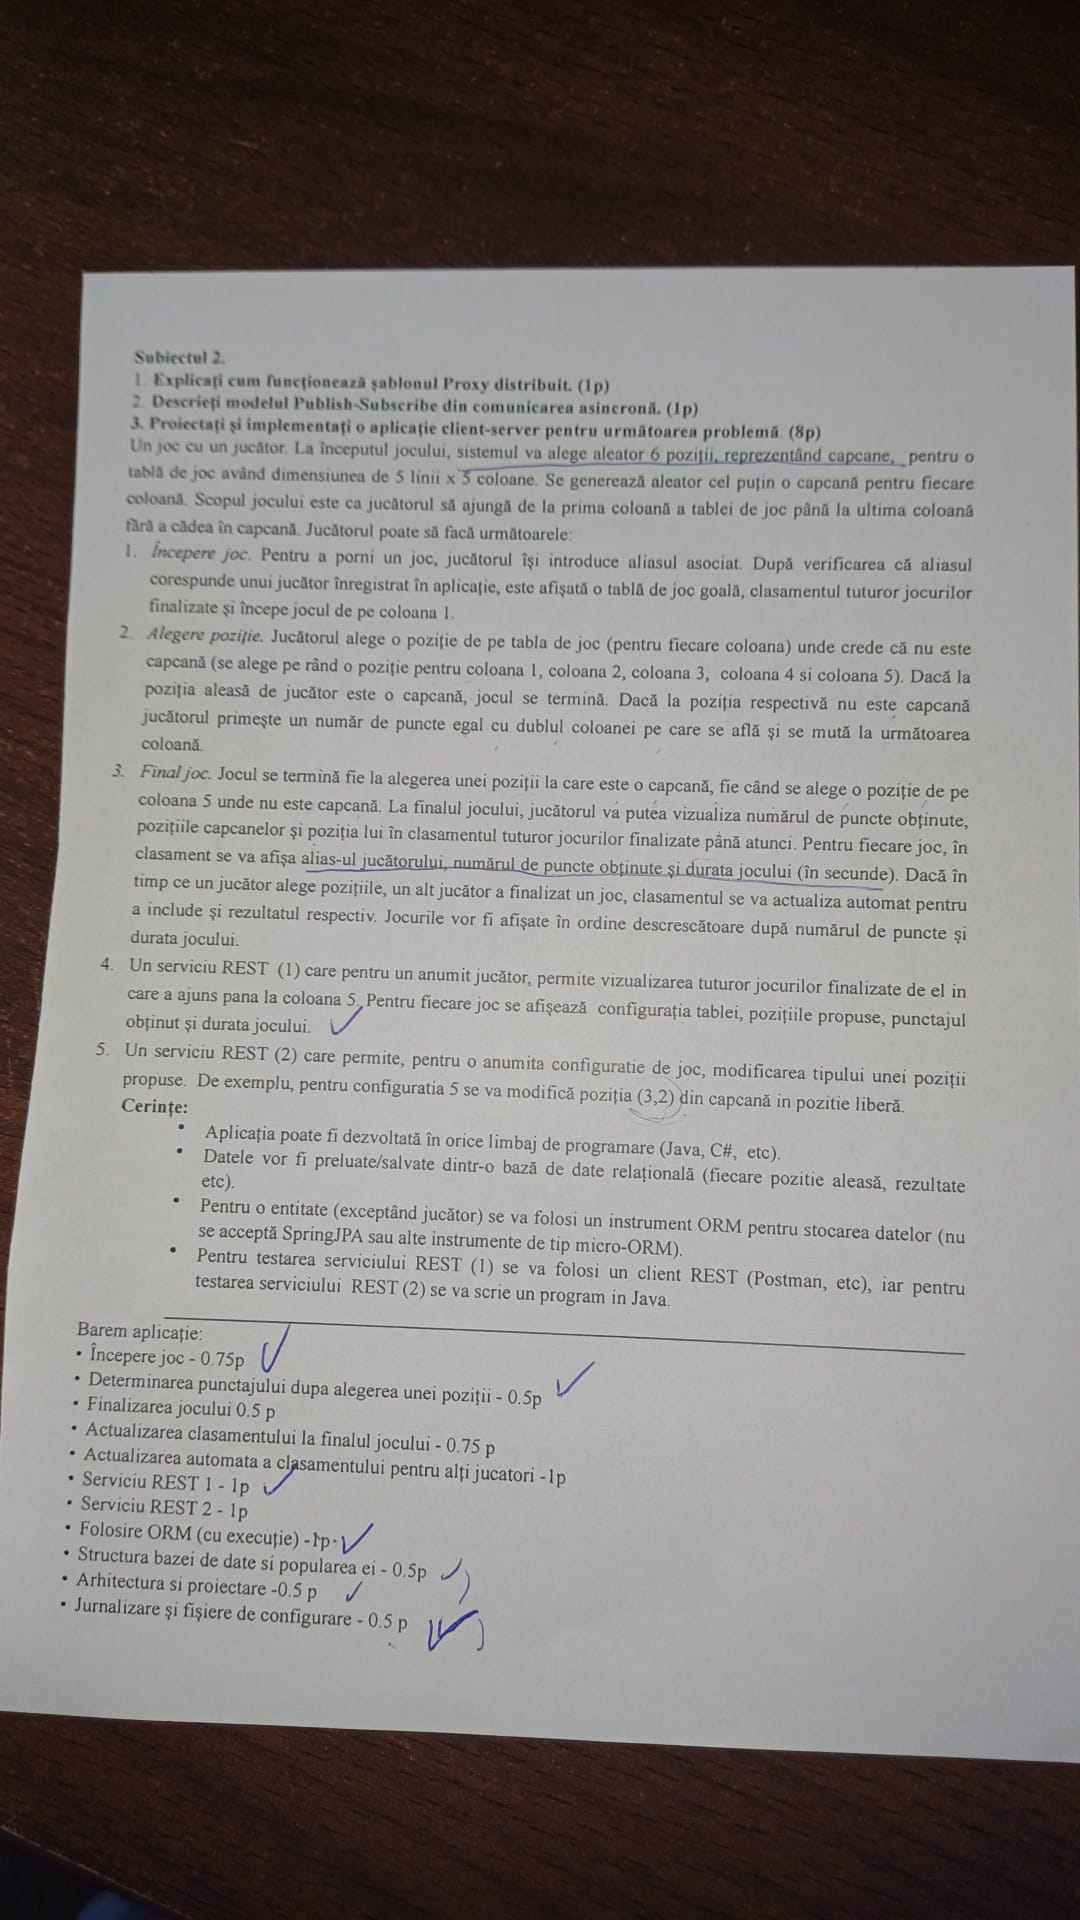 Subiectul 2.
1. Explicați cum funcționează șablonul Proxy distribuit. (1p)
2. Descrieți modelul Publish-Subscribe din comunicarea asincronă. (1p)
3. Proiectați și implementați o aplicație client-server pentru următoarea problemă. (8p)
Un joc cu un jucător. La începutul jocului, sistemul va alege aleator 6 poziții, reprezentând capcane, pentru o
tablă de joc având dimensiunea de 5 linii x 5 coloane. Se generează aleator cel puțin o capcană pentru fiecare
coloană. Scopul jocului este ca jucătorul să ajungă de la prima coloană a tablei de joc până la ultima coloană
fără a cădea în capcană. Jucătorul poate să facă următoarele:
1. Începere joc. Pentru a porni un joc, jucătorul își introduce aliasul asociat. După verificarea că aliasul
corespunde unui jucător înregistrat în aplicație, este afișată o tablă de joc goală, clasamentul tuturor jocurilor
finalizate și începe jocul de pe coloana 1.
2. Alegere poziție. Jucătorul alege o poziție de pe tabla de joc (pentru fiecare coloana) unde crede că nu este
capcană (se alege pe rând o poziție pentru coloana 1, coloana 2, coloana 3, coloana 4 si coloana 5). Dacă la
poziția aleasă de jucător este o capcană, jocul se termină. Dacă la poziția respectivă nu este capcană
jucătorul primește un număr de puncte egal cu dublul coloanei pe care se află și se mută la următoarea
coloană.
3. Final joc. Jocul se termină fie la alegerea unei poziții la care este o capcană, fie când se alege o poziție de pe
coloana 5 unde nu este capcană. La finalul jocului, jucătorul va putea vizualiza numărul de puncte obținute,
pozițiile capcanelor și poziția lui în clasamentul tuturor jocurilor finalizate până atunci. Pentru fiecare joc, în
clasament se va afișa alias-ul jucătorului, numărul de puncte obținute și durata jocului (în secunde). Dacă în
timp ce un jucător alege pozițiile, un alt jucător a finalizat un joc, clasamentul se va actualiza automat pentru
a include și rezultatul respectiv. Jocurile vor fi afișate în ordine descrescătoare după numărul de puncte și
durata jocului.
4. Un serviciu REST (1) care pentru un anumit jucător, permite vizualizarea tuturor jocurilor finalizate de el in
care a ajuns pana la coloana 5. Pentru fiecare joc se afișează configurația tablei, pozițiile propuse, punctajul
obținut și durata jocului.
5. Un serviciu REST (2) care permite, pentru o anumita configuratie de joc, modificarea tipului unei poziții
propuse. De exemplu, pentru configuratia 5 se va modifică poziția (3,2) din capcană in pozitie liberă.
Cerințe:
• Aplicația poate fi dezvoltată în orice limbaj de programare (Java, C#, etc).
• Datele vor fi preluate/salvate dintr-o bază de date relațională (fiecare pozitie aleasă, rezultate
etc).
• Pentru o entitate (exceptând jucător) se va folosi un instrument ORM pentru stocarea datelor (nu
se acceptă SpringJPA sau alte instrumente de tip micro-ORM).
• Pentru testarea serviciului REST (1) se va folosi un client REST (Postman, etc), iar pentru
testarea serviciului REST (2) se va scrie un program in Java.
Barem aplicație:
• Începere joc - 0.75p
• Determinarea punctajului dupa alegerea unei poziții - 0.5p
• Finalizarea jocului 0.5 p
• Actualizarea clasamentului la finalul jocului - 0.75 p
• Actualizarea automata a clasamentului pentru alți jucatori -1p
• Serviciu REST 1 - 1p
• Serviciu REST 2 - 1p
• Folosire ORM (cu execuție) -1p
• Structura bazei de date si popularea ei - 0.5p
• Arhitectura si proiectare -0.5 p
• Jurnalizare și fișiere de configurare - 0.5 p